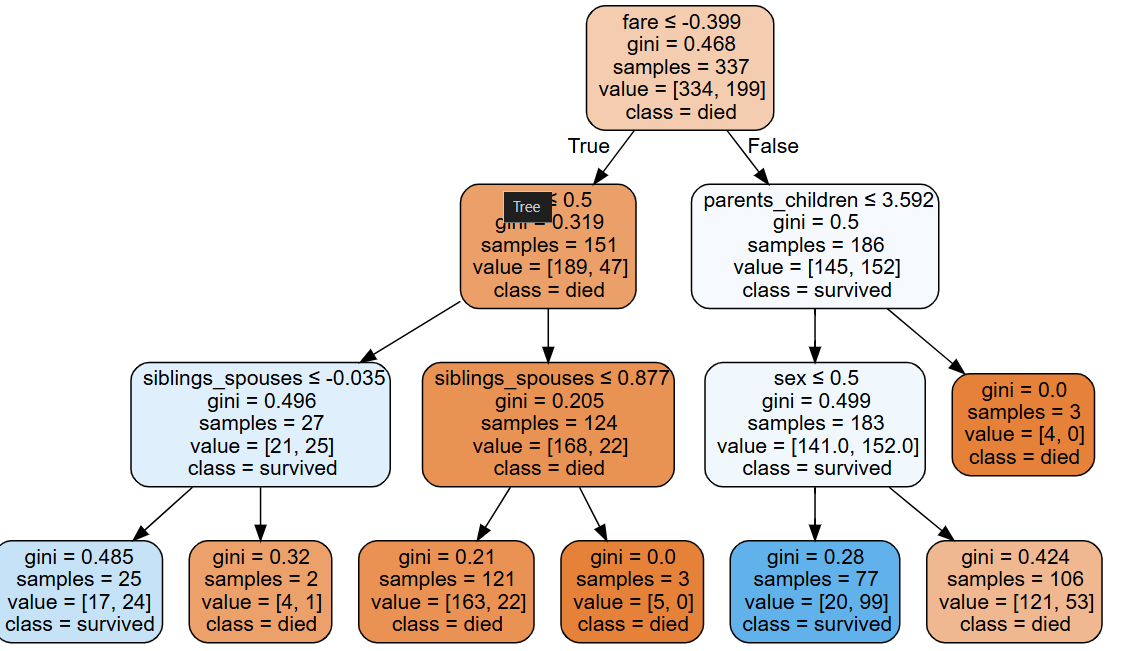 fare ≤ -0.399
gini = 0.468
samples = 337
value = [334, 199]
class = died
True
False
≤ 0.5
Tree
gini = 0.319
samples = 151
value = [189, 47]
class = died
parents_children ≤ 3.592
gini = 0.5
samples = 186
value = [145, 152]
class = survived
siblings_spouses ≤ -0.035
gini = 0.496
samples = 27
value = [21, 25]
class = survived
siblings_spouses ≤ 0.877
gini = 0.205
samples = 124
value = [168, 22]
class = died
sex ≤ 0.5
gini = 0.499
samples = 183
value = [141.0, 152.0]
class = survived
gini = 0.0
samples = 3
value = [4, 0]
class = died
gini = 0.485
samples = 25
value = [17, 24]
class = survived
gini = 0.32
samples = 2
value = [4, 1]
class = died
gini = 0.21
samples = 121
value = [163, 22]
class = died
gini = 0.0
samples = 3
value = [5, 0]
class = died
gini = 0.28
samples = 77
value = [20, 99]
class = survived
gini = 0.424
samples = 106
value = [121, 53]
class = died